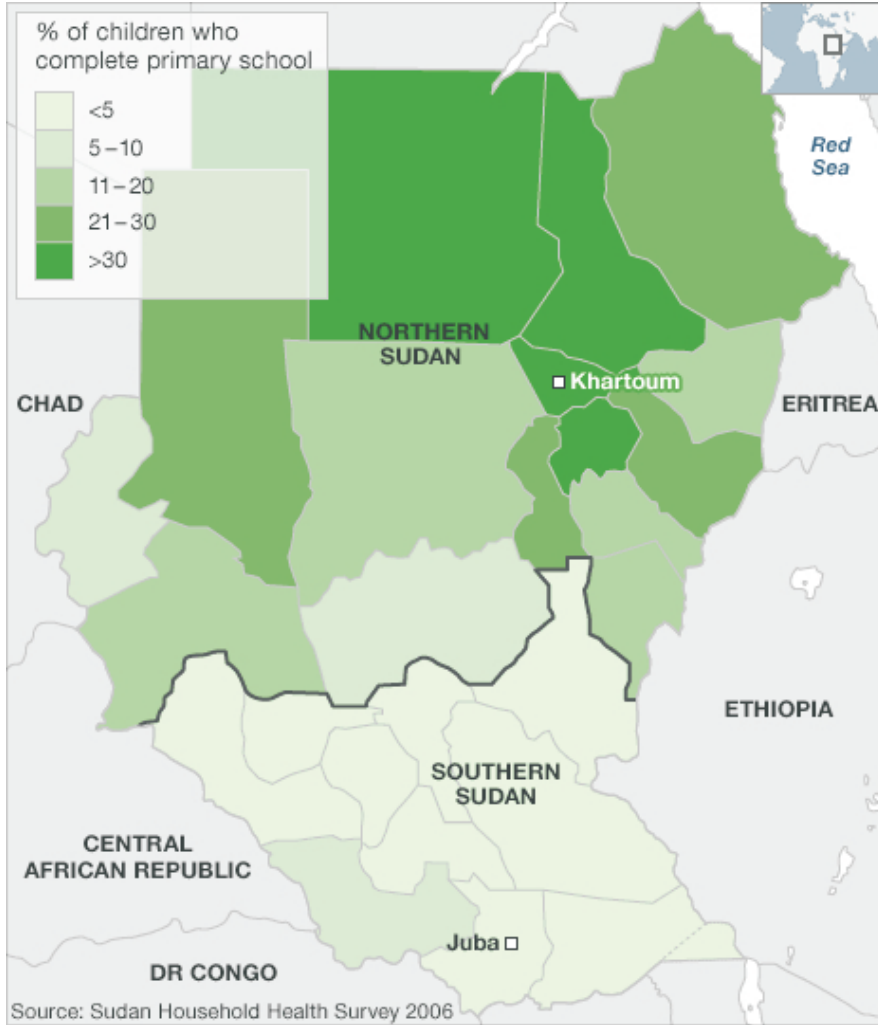 % of children who
complete primary school
<5
5–10
11–20
21–30
>30
Red
Sea
NORTHERN
SUDAN
Khartoum
CHAD
ERITREA
ETHIOPIA
SOUTHERN
SUDAN
CENTRAL
AFRICAN REPUBLIC
Juba
DR CONGO
Source: Sudan Household Health Survey 2006